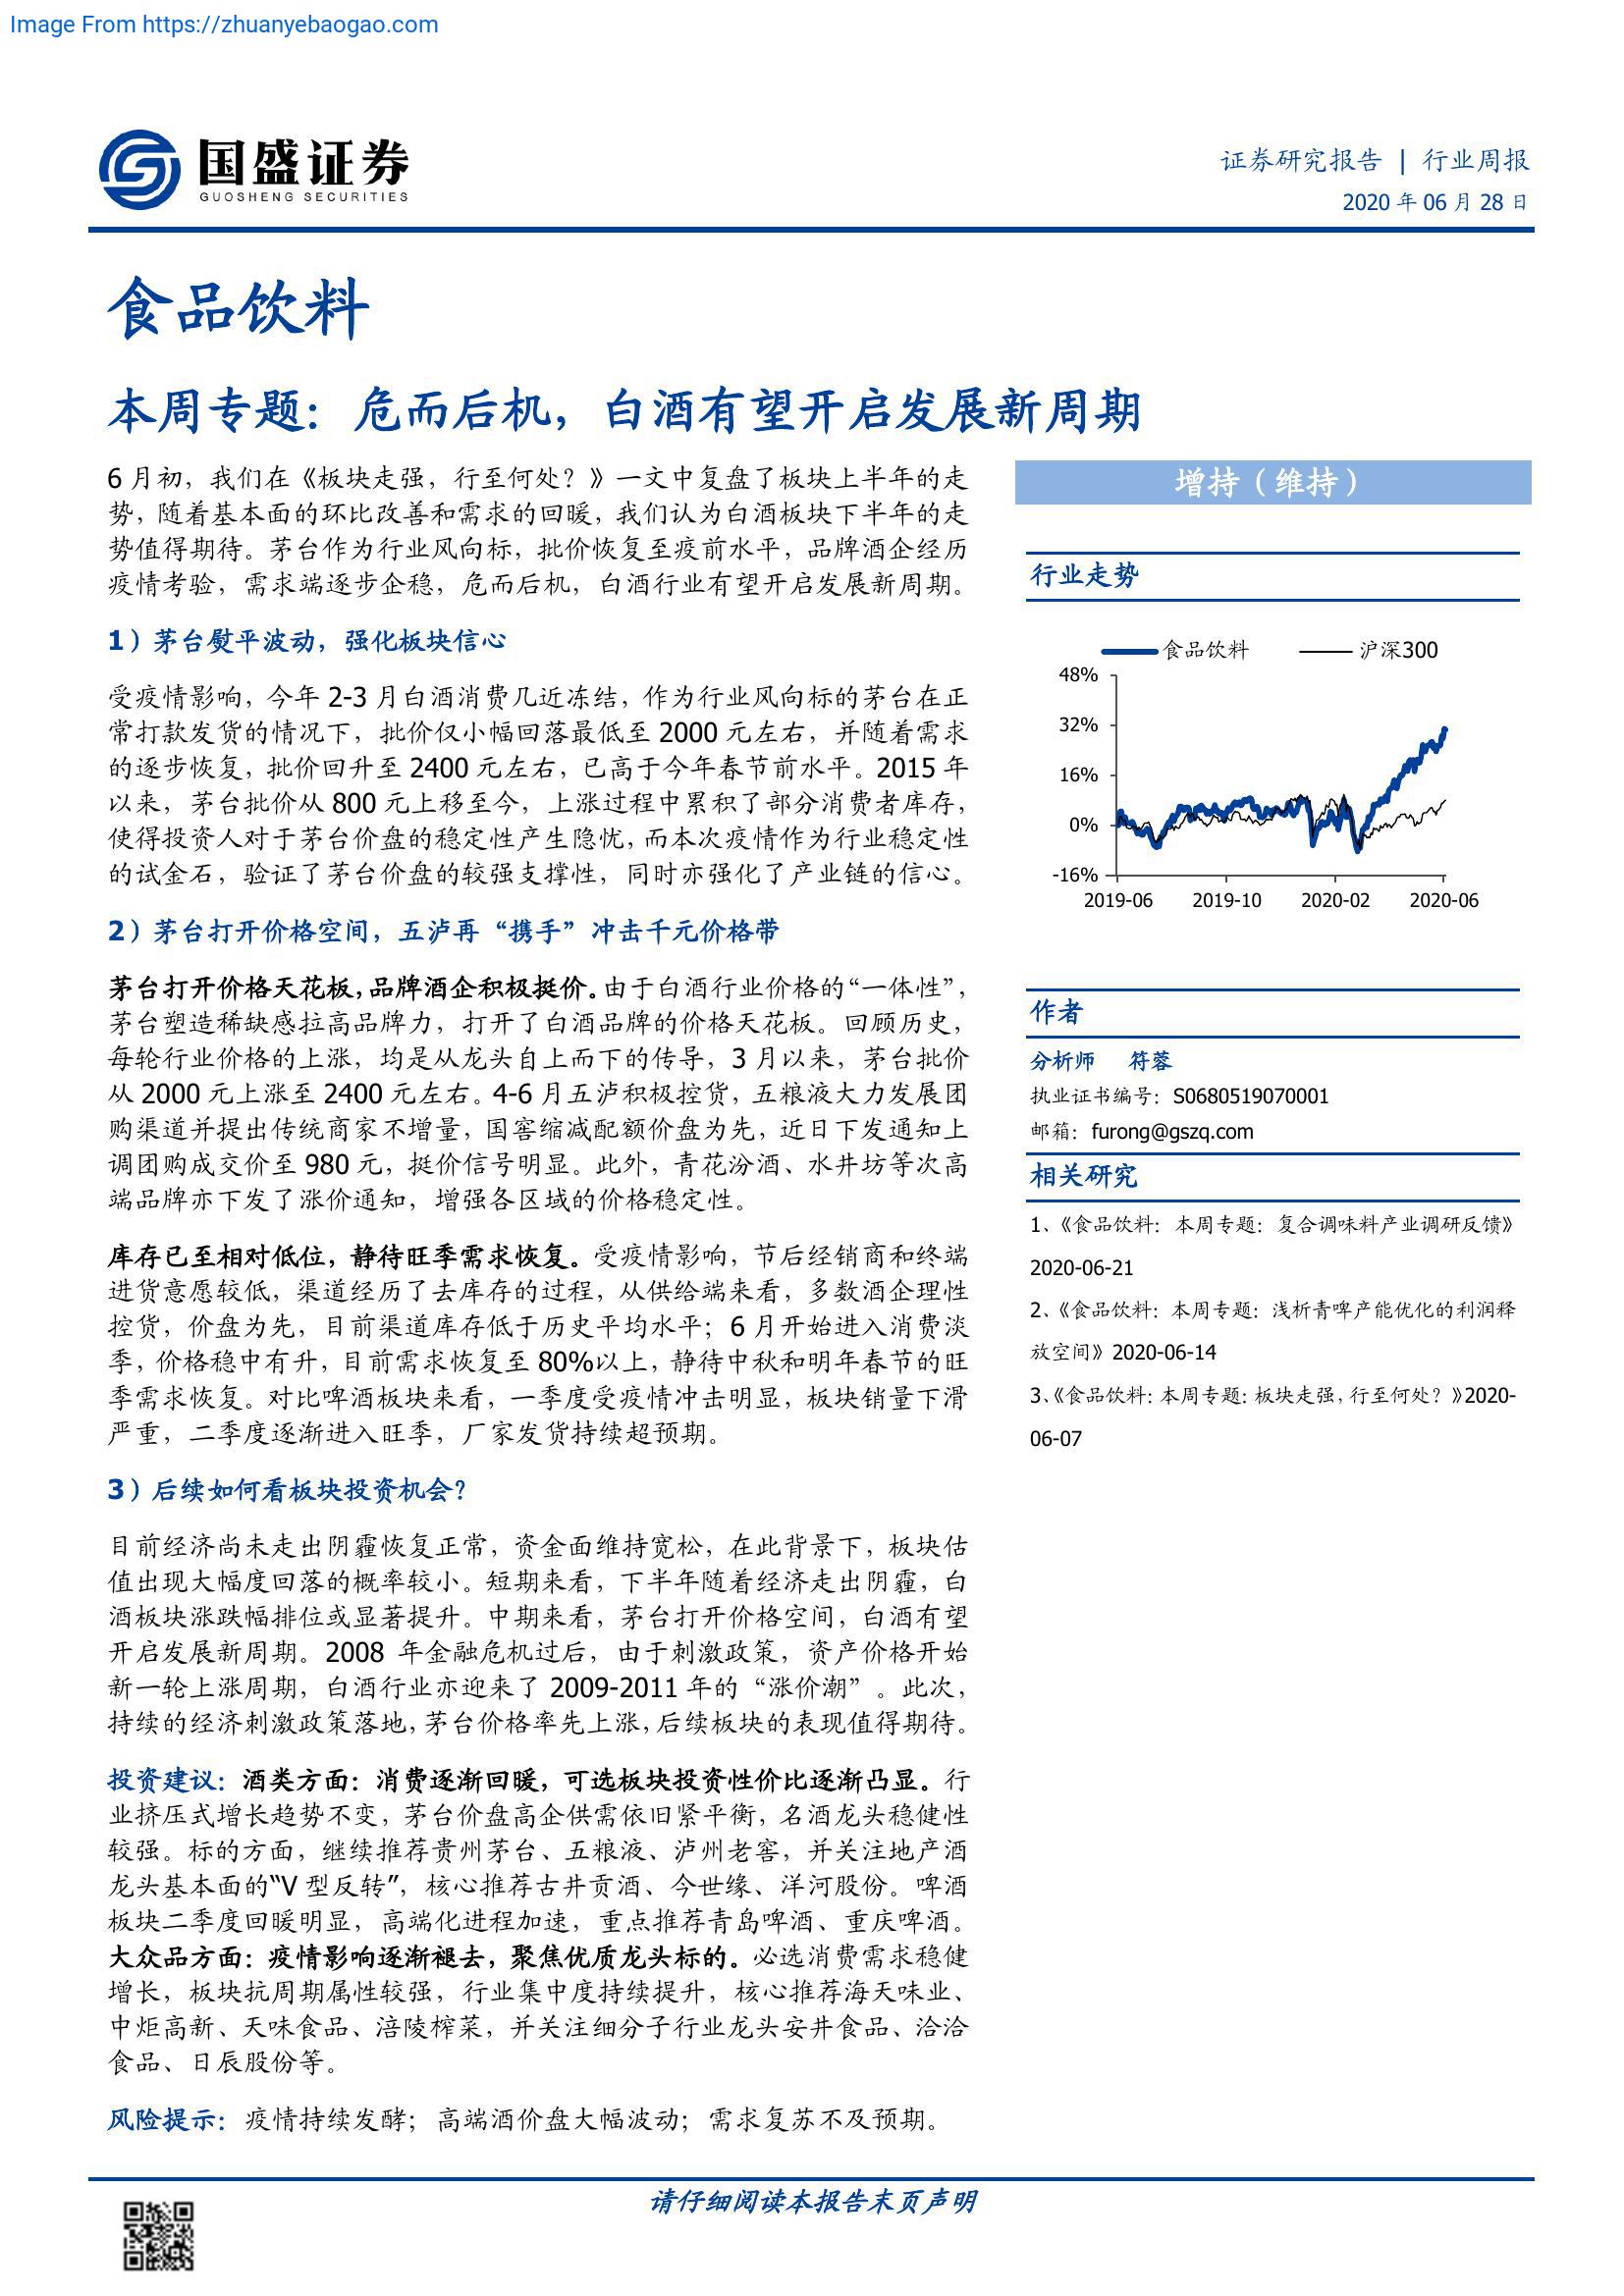 Image From https://zhuanyebaogao.com
国盛证券
GUOSHENG SECURITIES
证券研究报告 | 行业周报
2020 年 06 月 28 日
食品饮料
本周专题：危而后机，白酒有望开启发展新周期
6 月初，我们在《板块走强，行至何处？》一文中复盘了板块上半年的走
势，随着基本面的环比改善和需求的回暖，我们认为白酒板块下半年的走
势值得期待。茅台作为行业风向标，批价恢复至疫前水平，品牌酒企经历
疫情考验，需求端逐步企稳，危而后机，白酒行业有望开启发展新周期。
1）茅台熨平波动，强化板块信心
受疫情影响，今年 2-3 月白酒消费几近冻结，作为行业风向标的茅台在正
常打款发货的情况下，批价仅小幅回落最低至 2000 元左右，并随着需求
的逐步恢复，批价回升至 2400 元左右，已高于今年春节前水平。2015 年
以来，茅台批价从 800 元上移至今，上涨过程中累积了部分消费者库存，
使得投资人对于茅台价盘的稳定性产生隐忧，而本次疫情作为行业稳定性
的试金石，验证了茅台价盘的较强支撑性，同时亦强化了产业链的信心。
2）茅台打开价格空间，五泸再“携手”冲击千元价格带
茅台打开价格天花板，品牌酒企积极挺价。由于白酒行业价格的“一体性”，
茅台塑造稀缺感拉高品牌力，打开了白酒品牌的价格天花板。回顾历史，
每轮行业价格的上涨，均是从龙头自上而下的传导，3 月以来，茅台批价
从 2000 元上涨至 2400 元左右。4-6 月五泸积极控货，五粮液大力发展团
购渠道并提出传统商家不增量，国窖缩减配额价盘为先，近日下发通知上
调团购成交价至 980 元，挺价信号明显。此外，青花汾酒、水井坊等次高
端品牌亦下发了涨价通知，增强各区域的价格稳定性。
库存已至相对低位，静待旺季需求恢复。受疫情影响，节后经销商和终端
进货意愿较低，渠道经历了去库存的过程，从供给端来看，多数酒企理性
控货，价盘为先，目前渠道库存低于历史平均水平；6 月开始进入消费淡
季，价格稳中有升，目前需求恢复至 80%以上，静待中秋和明年春节的旺
季需求恢复。对比啤酒板块来看，一季度受疫情冲击明显，板块销量下滑
严重，二季度逐渐进入旺季，厂家发货持续超预期。
3）后续如何看板块投资机会？
目前经济尚未走出阴霾恢复正常，资金面维持宽松，在此背景下，板块估
值出现大幅度回落的概率较小。短期来看，下半年随着经济走出阴霾，白
酒板块涨跌幅排位或显著提升。中期来看，茅台打开价格空间，白酒有望
开启发展新周期。2008 年金融危机过后，由于刺激政策，资产价格开始
新一轮上涨周期，白酒行业亦迎来了 2009-2011 年的“涨价潮”。此次，
持续的经济刺激政策落地，茅台价格率先上涨，后续板块的表现值得期待。
投资建议：酒类方面：消费逐渐回暖，可选板块投资性价比逐渐凸显。行
业挤压式增长趋势不变，茅台价盘高企供需依旧紧平衡，名酒龙头稳健性
较强。标的方面，继续推荐贵州茅台、五粮液、泸州老窖，并关注地产酒
龙头基本面的“V 型反转”，核心推荐古井贡酒、今世缘、洋河股份。啤酒
板块二季度回暖明显，高端化进程加速，重点推荐青岛啤酒、重庆啤酒。
大众品方面：疫情影响逐渐褪去，聚焦优质龙头标的。必选消费需求稳健
增长，板块抗周期属性较强，行业集中度持续提升，核心推荐海天味业、
中炬高新、天味食品、涪陵榨菜，并关注细分子行业龙头安井食品、洽洽
食品、日辰股份等。
风险提示：疫情持续发酵；高端酒价盘大幅波动；需求复苏不及预期。
增持（维持）
行业走势
食品饮料 沪深300
48%
32%
16%
0%
-16%
2019-06 2019-10 2020-02 2020-06
作者
分析师 符蓉
执业证书编号：S0680519070001
邮箱：furong@gszq.com
相关研究
1、《食品饮料：本周专题：复合调味料产业调研反馈》
2020-06-21
2、《食品饮料：本周专题：浅析青啤产能优化的利润释
放空间》2020-06-14
3、《食品饮料：本周专题：板块走强，行至何处？》2020-
06-07
请仔细阅读本报告末页声明